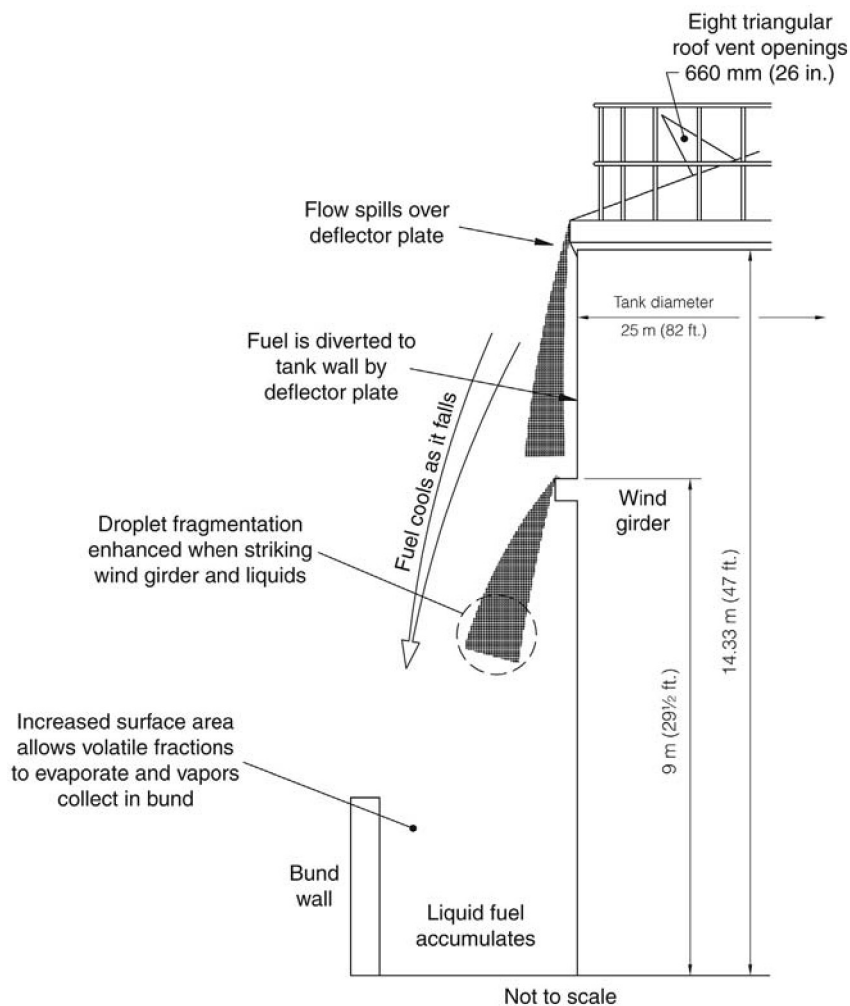 Eight triangular
roof vent openings
660 mm (26 in.)
Flow spills over
deflector plate
Tank diameter
25 m (82 ft.)
Fuel is diverted to
tank wall by
deflector plate
Fuel cools as it falls
Wind
girder
Droplet fragmentation
enhanced when striking
wind girder and liquids
14.33 m (47 ft.)
9 m (29½ ft.)
Increased surface area
allows volatile fractions
to evaporate and vapors
collect in bund
Bund
wall
Liquid fuel
accumulates
Not to scale